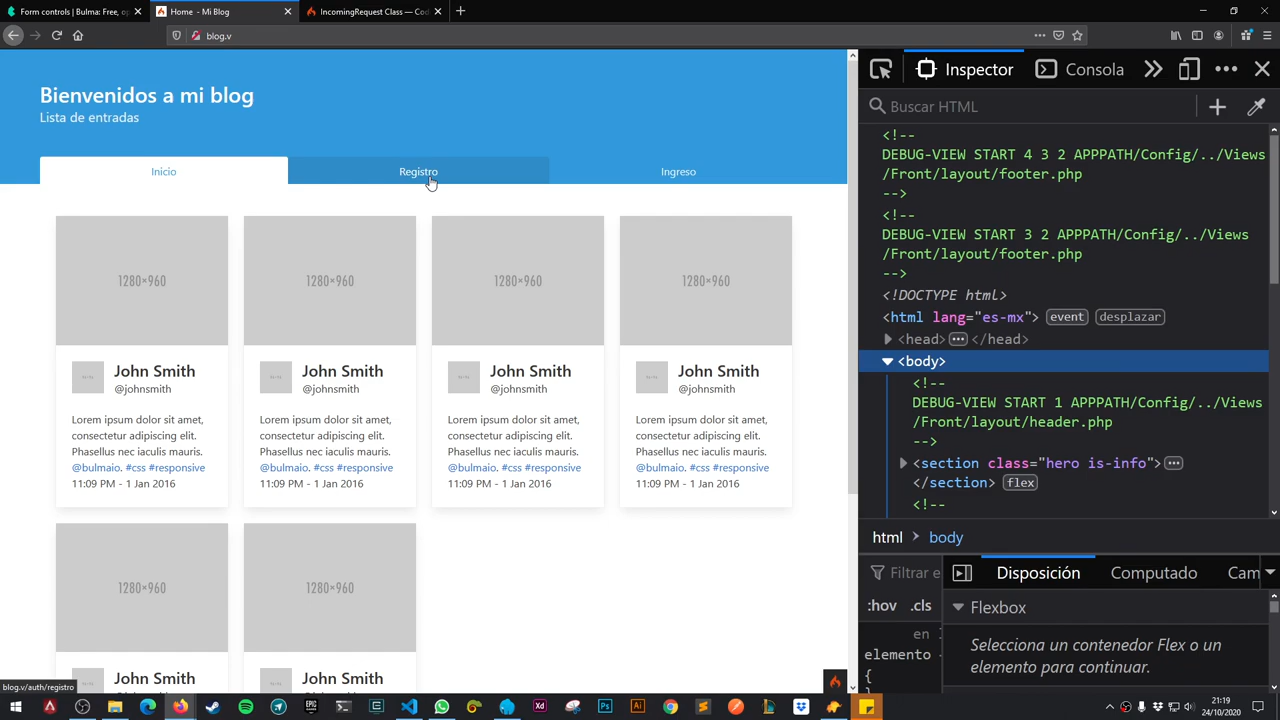 Form controls | Bulma: Free, op
Home - Mi Blog
IncomingRequest Class — Cod
blog.v
Bienvenidos a mi blog
Lista de entradas
Inicio
Registro
Ingreso
1280×960
1280×960
1280×960
1280×960
John Smith
@johnsmith
Lorem ipsum dolor sit amet,
consectetur adipiscing elit.
Phasellus nec iaculis mauris.
@bulmaio. #css #responsive
11:09 PM - 1 Jan 2016
John Smith
@johnsmith
Lorem ipsum dolor sit amet,
consectetur adipiscing elit.
Phasellus nec iaculis mauris.
@bulmaio. #css #responsive
11:09 PM - 1 Jan 2016
John Smith
@johnsmith
Lorem ipsum dolor sit amet,
consectetur adipiscing elit.
Phasellus nec iaculis mauris.
@bulmaio. #css #responsive
11:09 PM - 1 Jan 2016
John Smith
@johnsmith
Lorem ipsum dolor sit amet,
consectetur adipiscing elit.
Phasellus nec iaculis mauris.
@bulmaio. #css #responsive
11:09 PM - 1 Jan 2016
1280×960
1280×960
John Smith
John Smith
blog.v/auth/registro
Inspector
Consola
Buscar HTML
<!--
DEBUG-VIEW START 4 3 2 APPPATH/Config/../Views
/Front/layout/footer.php
-->
<!--
DEBUG-VIEW START 3 2 APPPATH/Config/../Views
/Front/layout/footer.php
-->
<!DOCTYPE html>
<html lang="es-mx"> event desplazar
<head> ••• </head>
<body>
<!--
DEBUG-VIEW START 1 APPPATH/Config/../Views
/Front/layout/header.php
-->
<section class="hero is-info"> •••
</section> flex
<!--
html > body
Filtrar e
Disposición
Computado
Cam
:hov .cls
Flexbox
en l
elemento
{
Selecciona un contenedor Flex o un
elemento para continuar.
Xd
Ps
Ai
21:19
24/10/2020